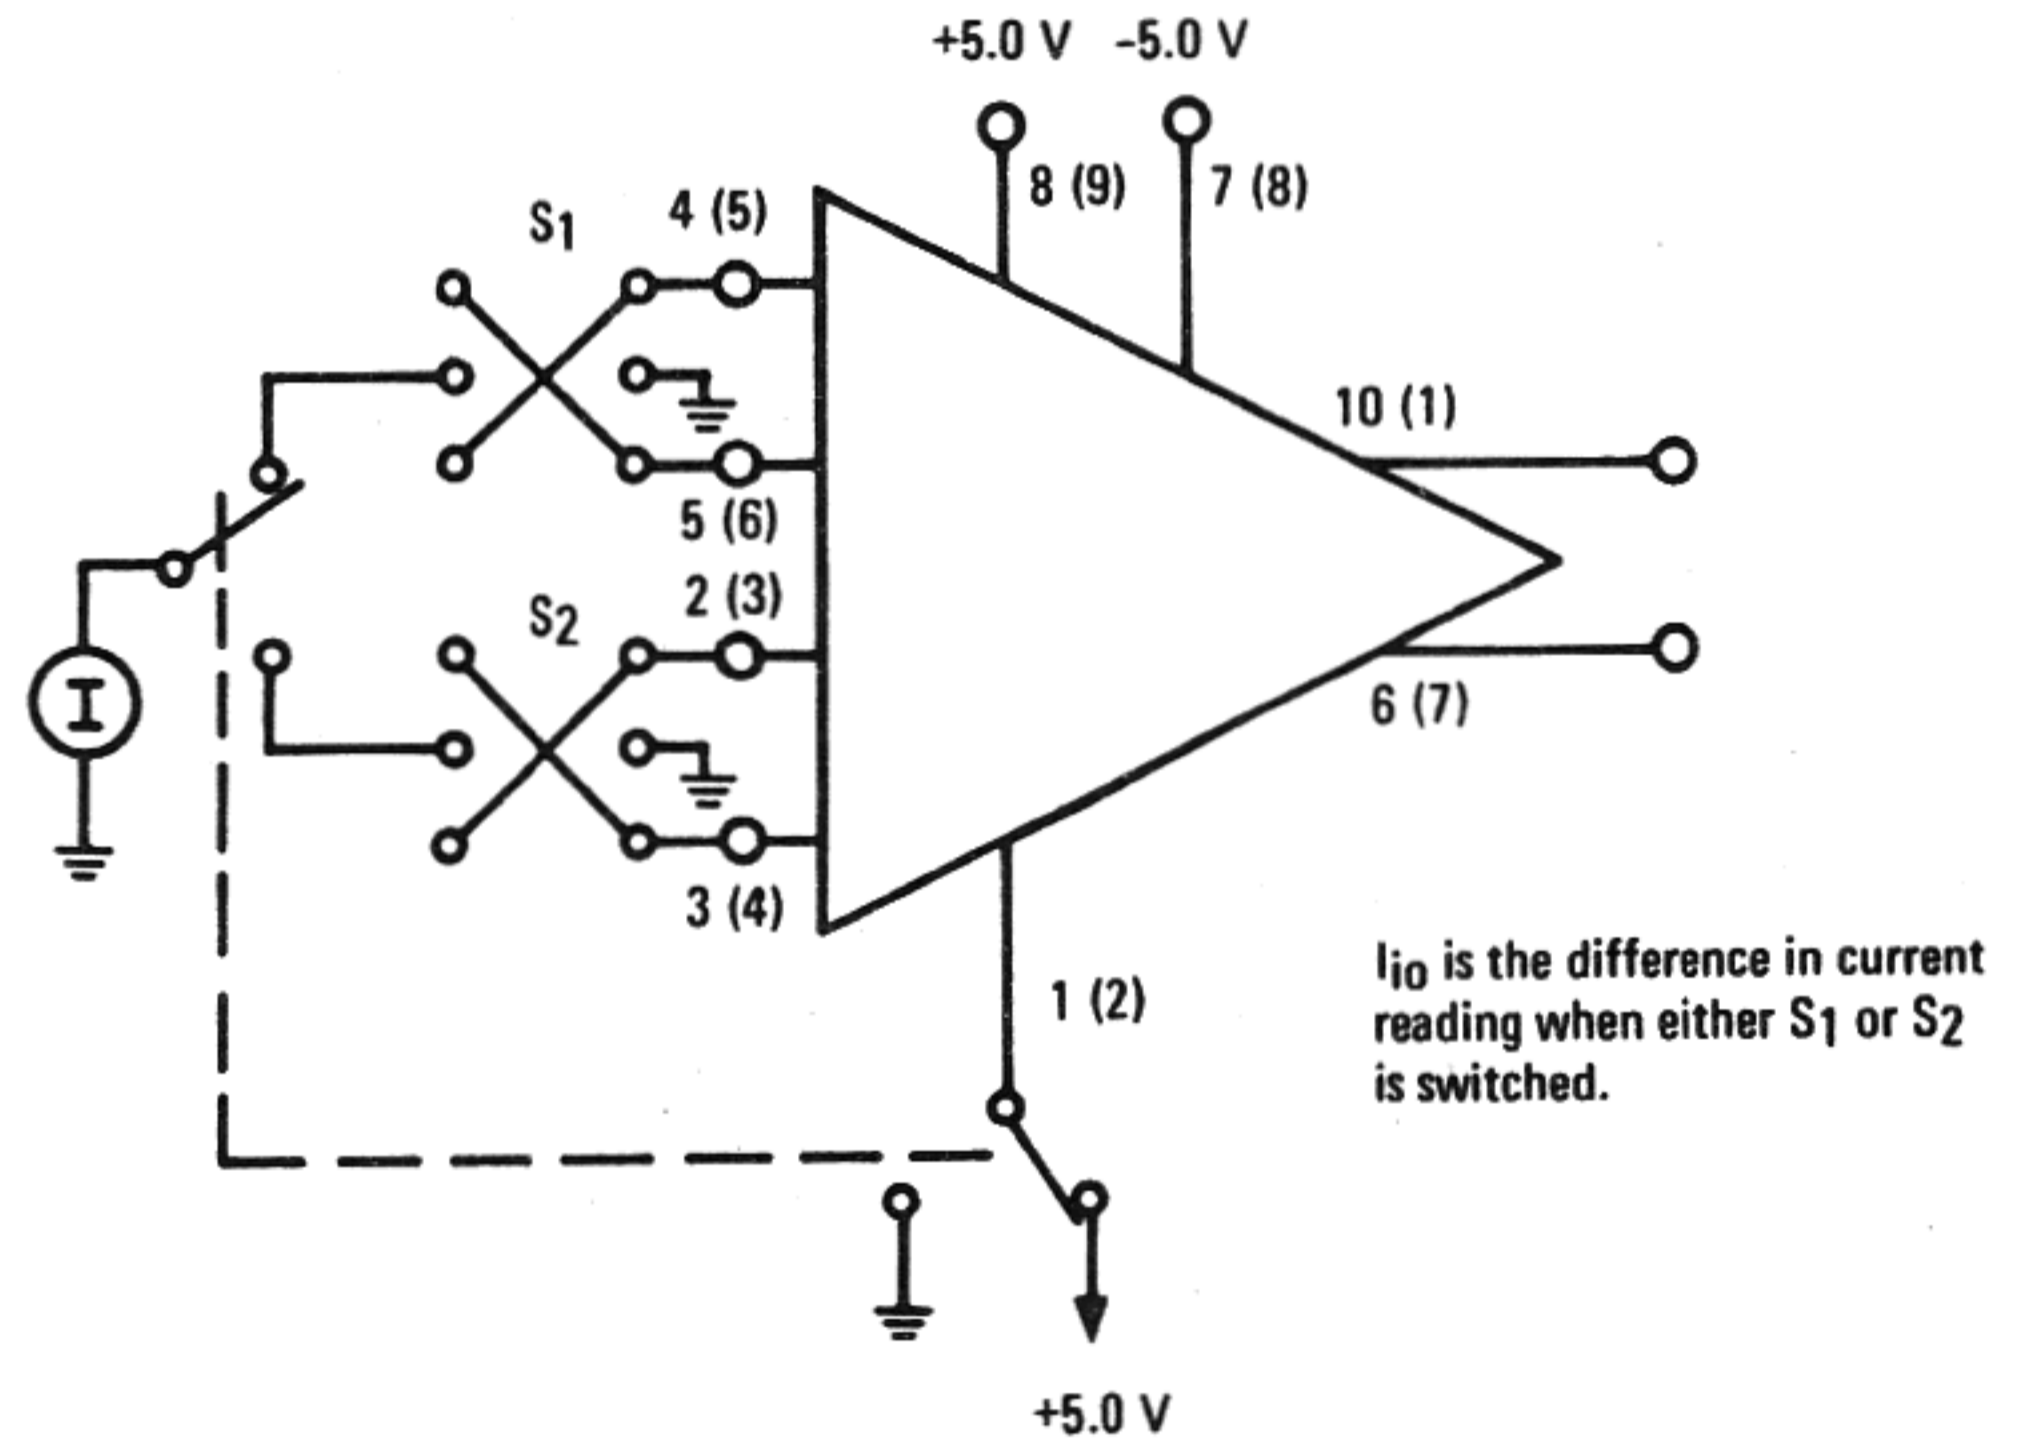 +5.0 V -5.0 V
8 (9)
7 (8)
S1
4 (5)
10 (1)
5 (6)
S2
2 (3)
I
6 (7)
3 (4)
1 (2)
Iio is the difference in current
reading when either S1 or S2
is switched.
+5.0 V